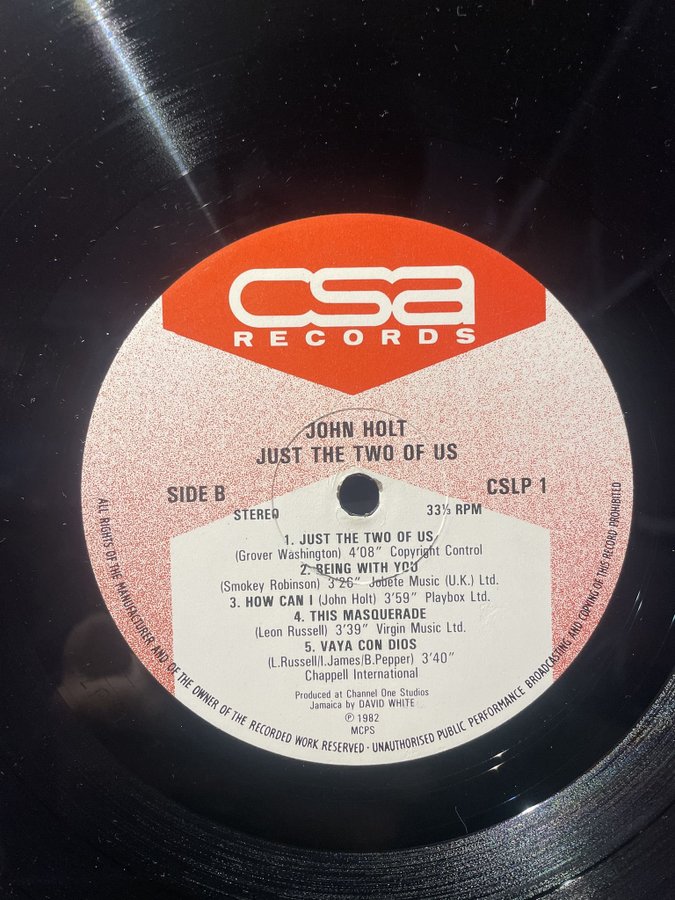 csa
RECORDS
JOHN HOLT
JUST THE TWO OF US
SIDE B
CSLP 1
STEREO
33⅓ RPM
1. JUST THE TWO OF US
(Grover Washington) 4'08" Copyright Control
2. BEING WITH YOU
(Smokey Robinson) 3'26" Jobete Music (U.K.) Ltd.
3. HOW CAN I (John Holt) 3'59" Playbox Ltd.
4. THIS MASQUERADE
(Leon Russell) 3'39" Virgin Music Ltd.
5. VAYA CON DIOS
(L.Russell/I.James/B.Pepper) 3'40"
Chappell International
Produced at Channel One Studios
Jamaica by DAVID WHITE
℗ 1982
MCPS
ALL RIGHTS OF THE MANUFACTURER AND OF THE OWNER OF THE RECORDED WORK RESERVED · UNAUTHORISED PUBLIC PERFORMANCE BROADCASTING AND COPYING OF THIS RECORD PROHIBITED